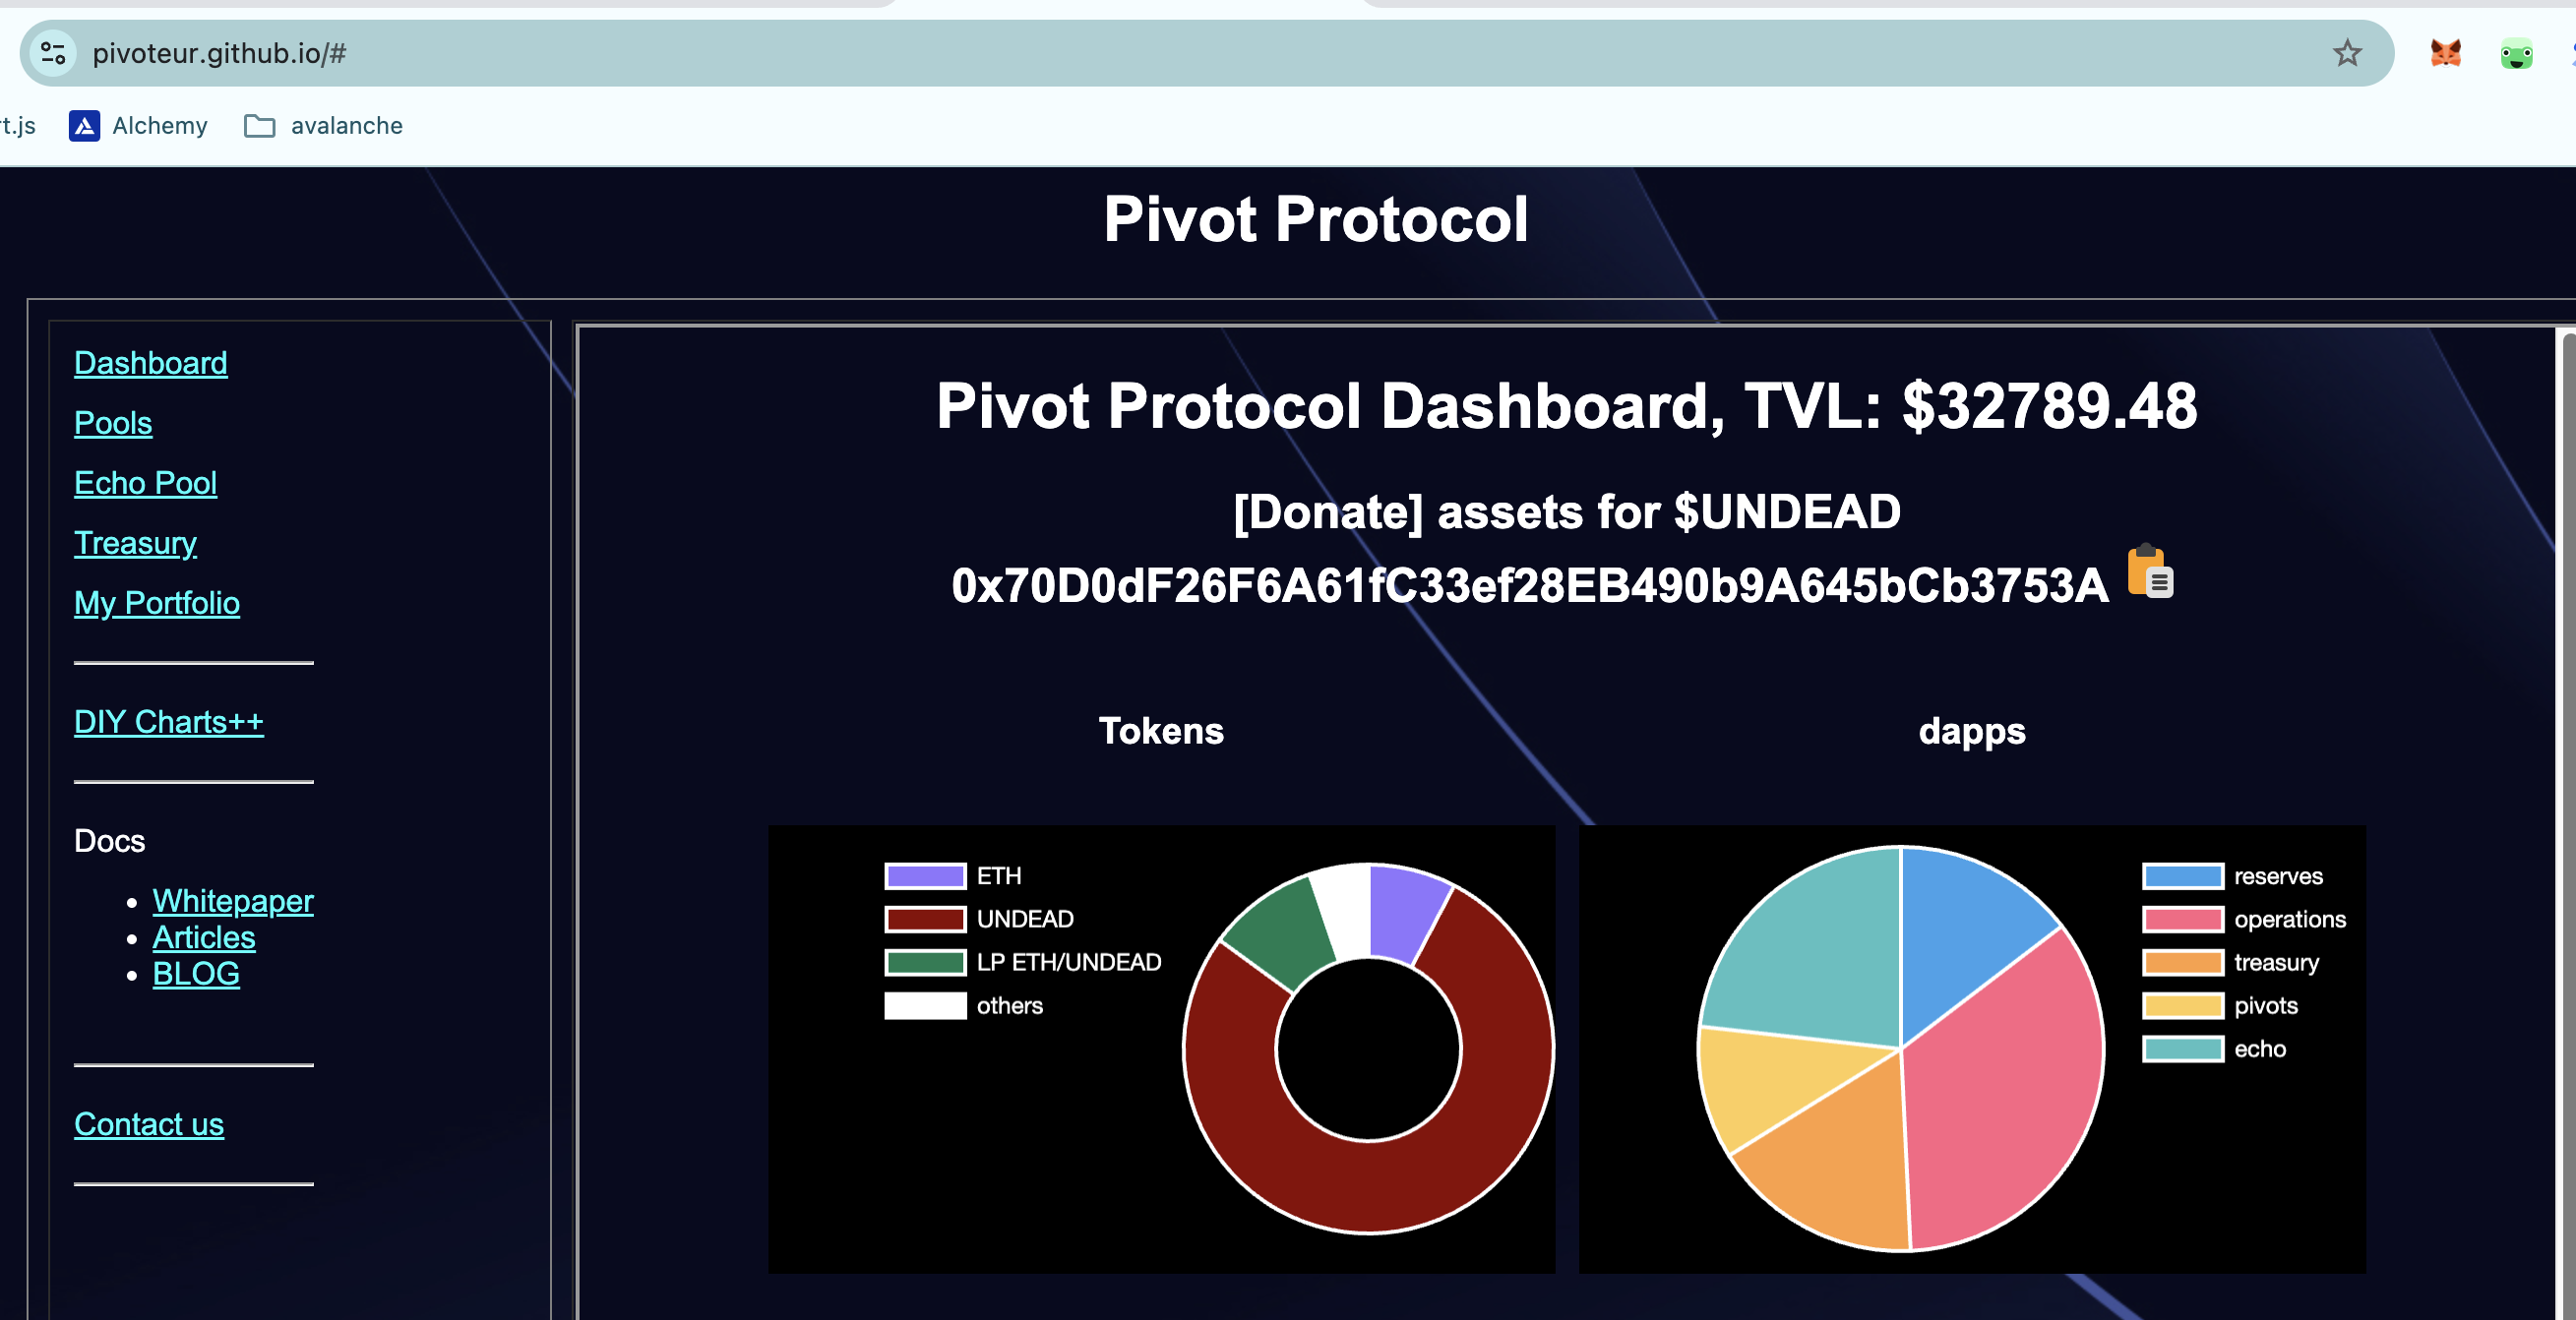 pivoteur.github.io/#
t.js
Alchemy
avalanche
Pivot Protocol
Dashboard
Pools
Echo Pool
Treasury
My Portfolio
DIY Charts++
Docs
Whitepaper
Articles
BLOG
Contact us
Pivot Protocol Dashboard, TVL: $32789.48
[Donate] assets for $UNDEAD
0x70D0dF26F6A61fC33ef28EB490b9A645bCb3753A
Tokens
ETH
UNDEAD
LP ETH/UNDEAD
others
dapps
reserves
operations
treasury
pivots
echo